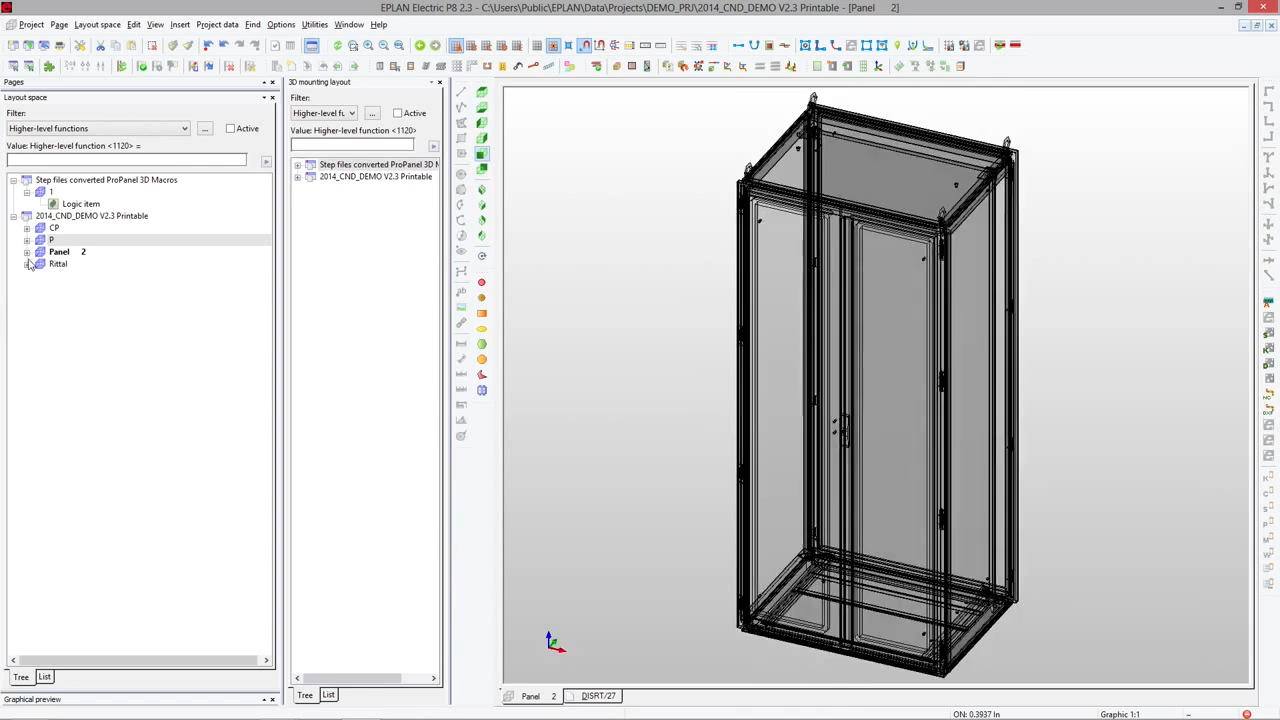 EPLAN Electric P8 2.3 - C:\Users\Public\EPLAN\Data\Projects\DEMO_PRJ\2014_CND_DEMO V2.3 Printable - [Panel 2]
Project Page Layout space Edit View Insert Project data Find Options Utilities Window Help
Pages
Layout space
Filter:
Higher-level functions
...
Active
Value: Higher-level function <1120> =
Step files converted ProPanel 3D Macros
1
Logic item
2014_CND_DEMO V2.3 Printable
CP
P
Panel 2
Rittal
Tree
List
Graphical preview
3D mounting layout
Filter:
Higher-level fu
...
Active
Value: Higher-level function <1120>
Step files converted ProPanel 3D M
2014_CND_DEMO V2.3 Printable
Tree
List
Panel 2
DISRT/27
ON: 0.3937 In
Graphic 1:1